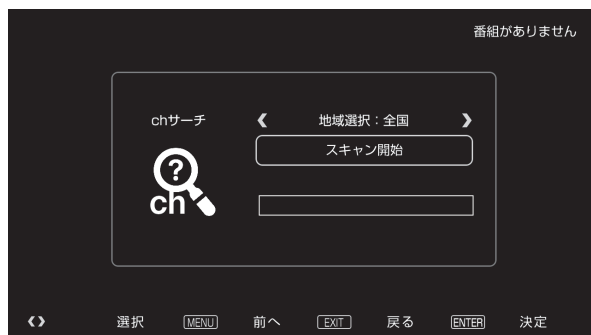 番組がありません
chサーチ
❮ 地域選択：全国 ❯
スキャン開始
?
ch
❮❯ 選択 MENU 前へ EXIT 戻る ENTER 決定